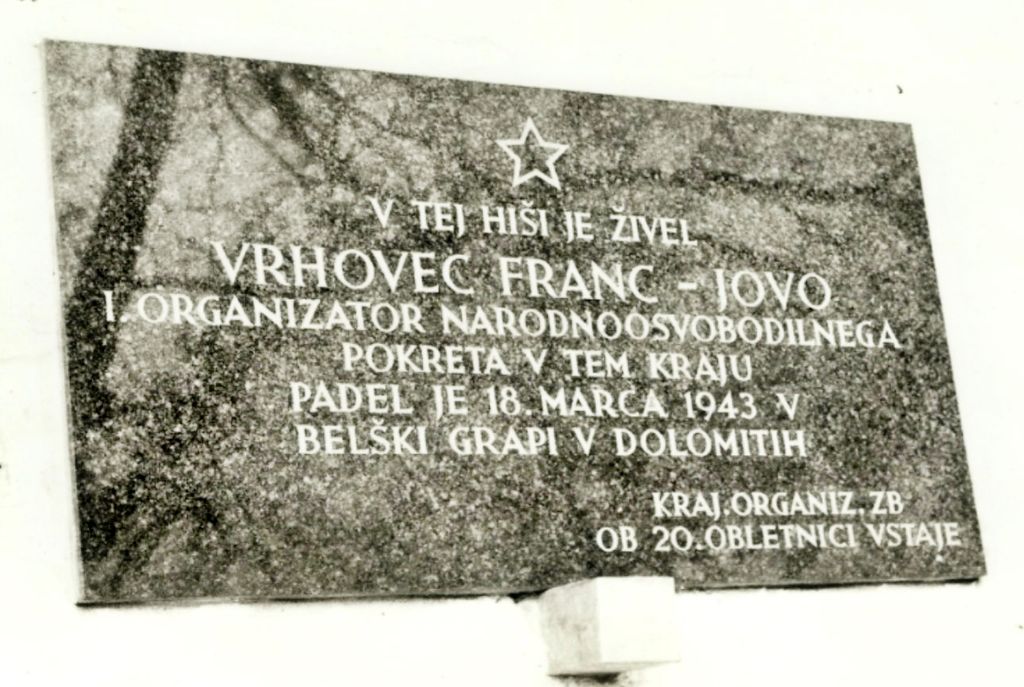 V TEJ HIŠI JE ŽIVEL
VRHOVEC FRANC - JOVO
I. ORGANIZATOR NARODNOOSVOBODILNEGA
POKRETA V TEM KRAJU
PADEL JE 18. MARCA 1943 V
BELŠKI GRAPI V DOLOMITIH
KRAJ. ORGANIZ. ZB
OB 20. OBLETNICI VSTAJE